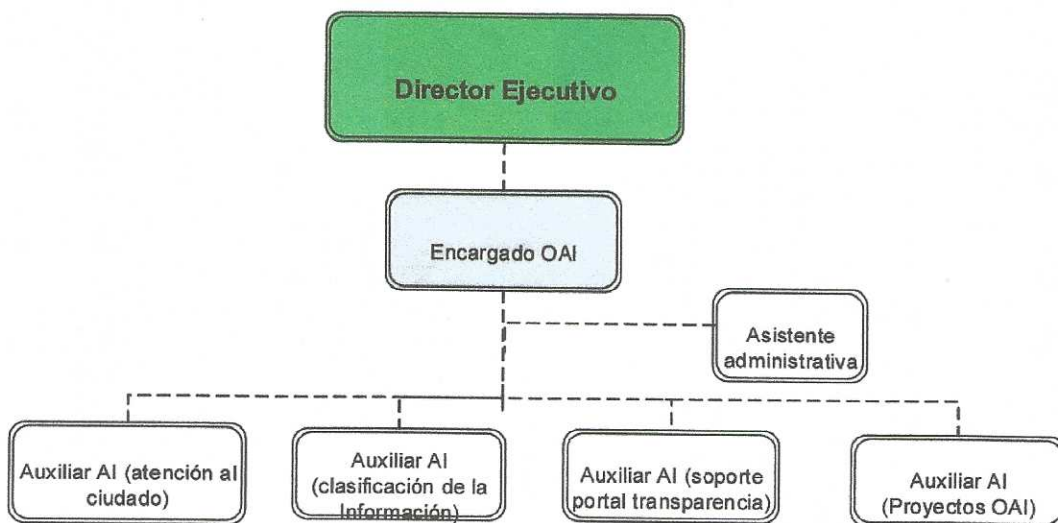 Director Ejecutivo
Encargado OAI
Asistente
administrativa
Auxiliar AI (atención al
ciudado)
Auxiliar AI
(clasificación de la
Información)
Auxiliar AI (soporte
portal transparencia)
Auxiliar AI
(Proyectos OAI)